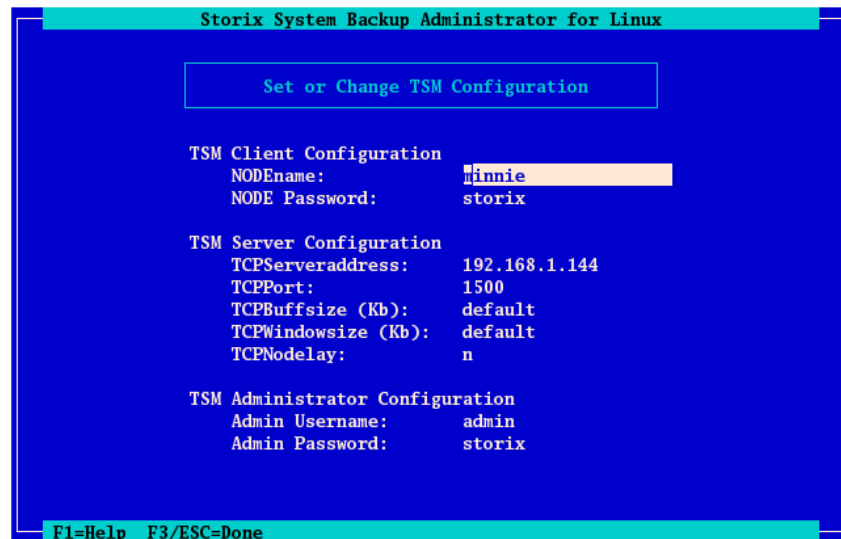 Storix System Backup Administrator for Linux
Set or Change TSM Configuration
TSM Client Configuration
NODEname: minnie
NODE Password: storix
TSM Server Configuration
TCPServeraddress: 192.168.1.144
TCPPort: 1500
TCPBuffsize (Kb): default
TCPWindowsize (Kb): default
TCPNodelay: n
TSM Administrator Configuration
Admin Username: admin
Admin Password: storix
F1=Help F3/ESC=Done